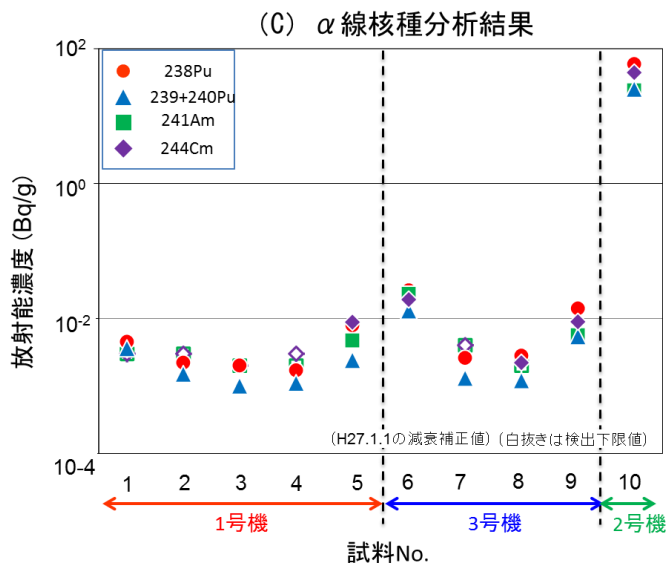 (C) α線核種分析結果
放射能濃度(Bq/g)
10²
10⁰
10⁻²
10⁻⁴
238Pu
239+240Pu
241Am
244Cm
(H27.1.1の減衰補正値)(白抜きは検出下限値)
1 2 3 4 5 6 7 8 9 10
1号機 3号機 2号機
試料No.